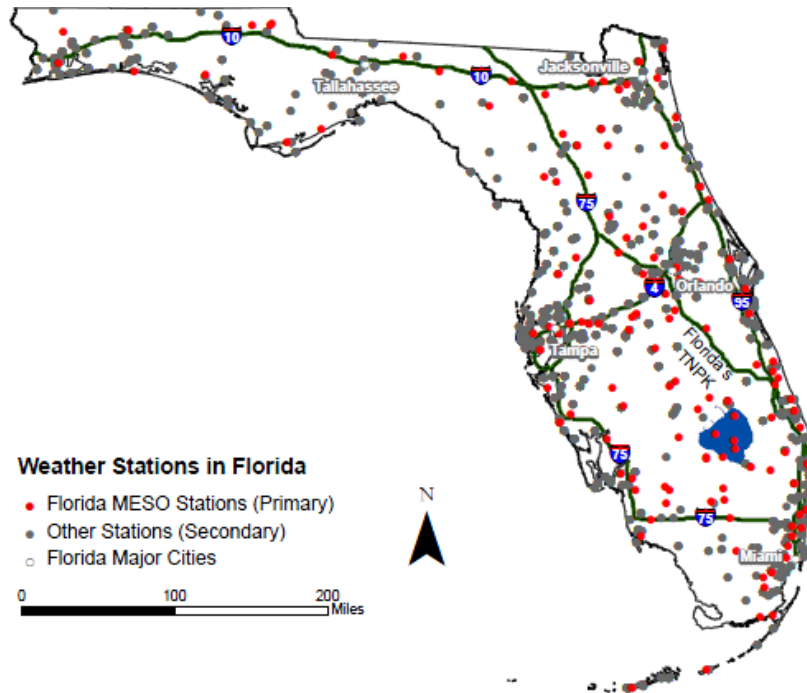 10
Jacksonville
10
Tallahassee
75
4
Orlando
95
Tampa
Florida's
TNPK
75
Weather Stations in Florida
Florida MESO Stations (Primary)
Other Stations (Secondary)
Florida Major Cities
N
75
Miami
0 100 200
Miles